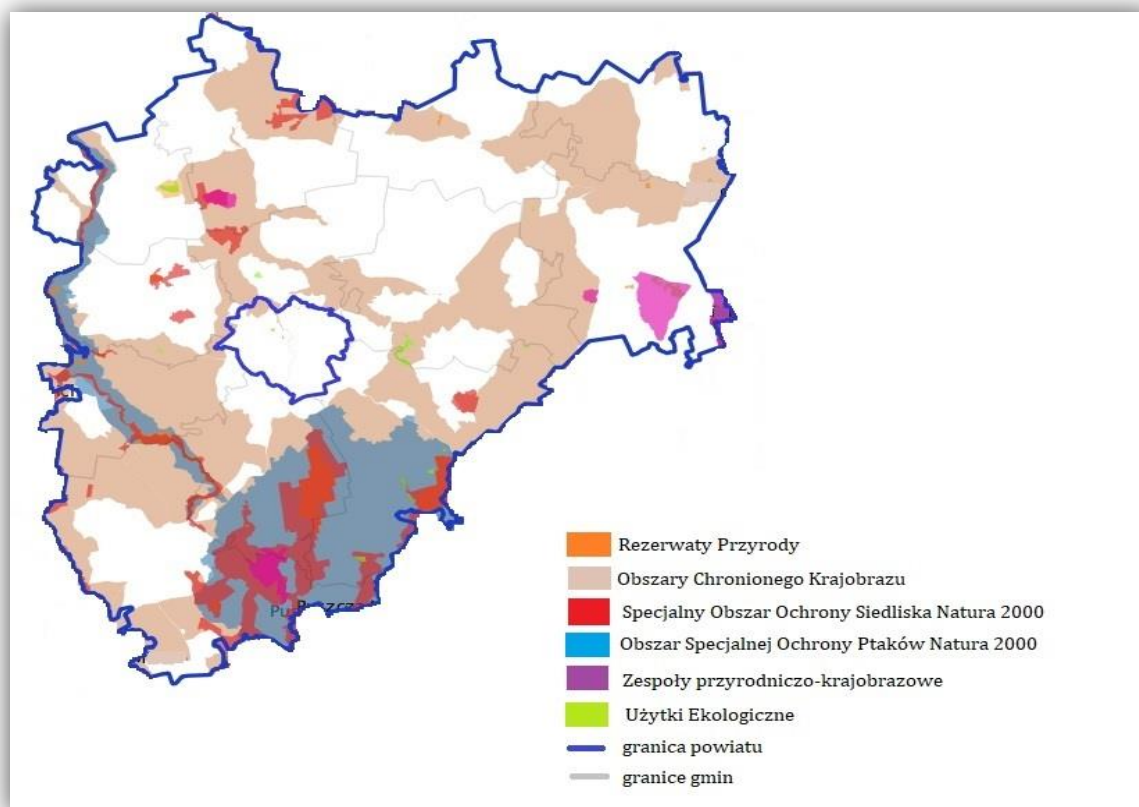 Rezerwaty Przyrody
Obszary Chronionego Krajobrazu
Specjalny Obszar Ochrony Siedliska Natura 2000
Obszar Specjalnej Ochrony Ptaków Natura 2000
Zespoły przyrodniczo-krajobrazowe
Użytki Ekologiczne
granica powiatu
granice gmin